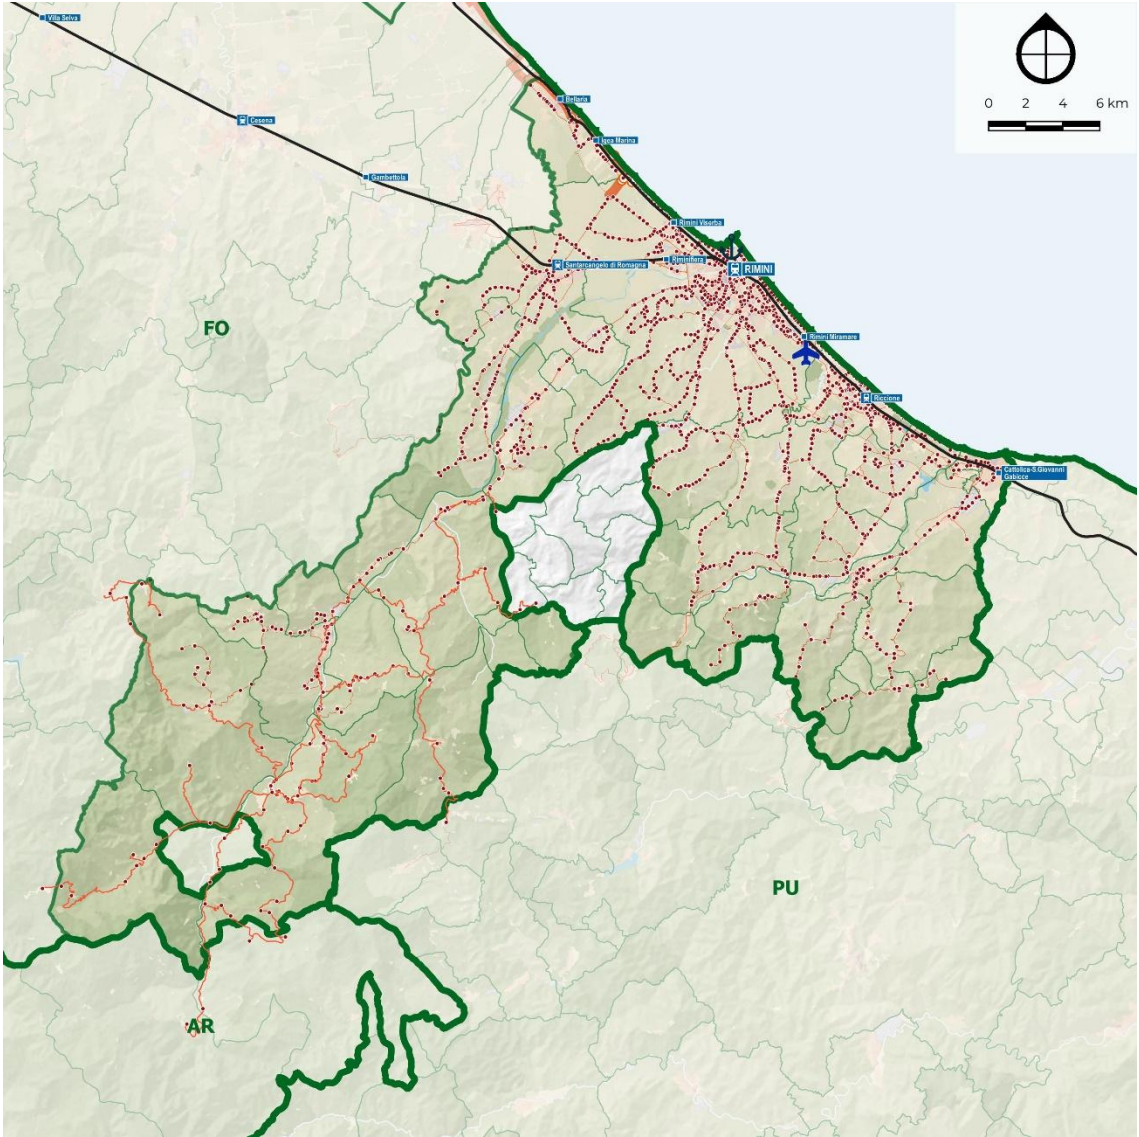 Villa Selva
Bellaria
0 2 4 6 km
Cesena
Igea Marina
Gambettola
Rimini Viserba
Riminifiera
Santarcangelo di Romagna
RIMINI
FO
Rimini Miramare
Riccione
Cattolica-S.Giovanni
Gabicce
PU
AR